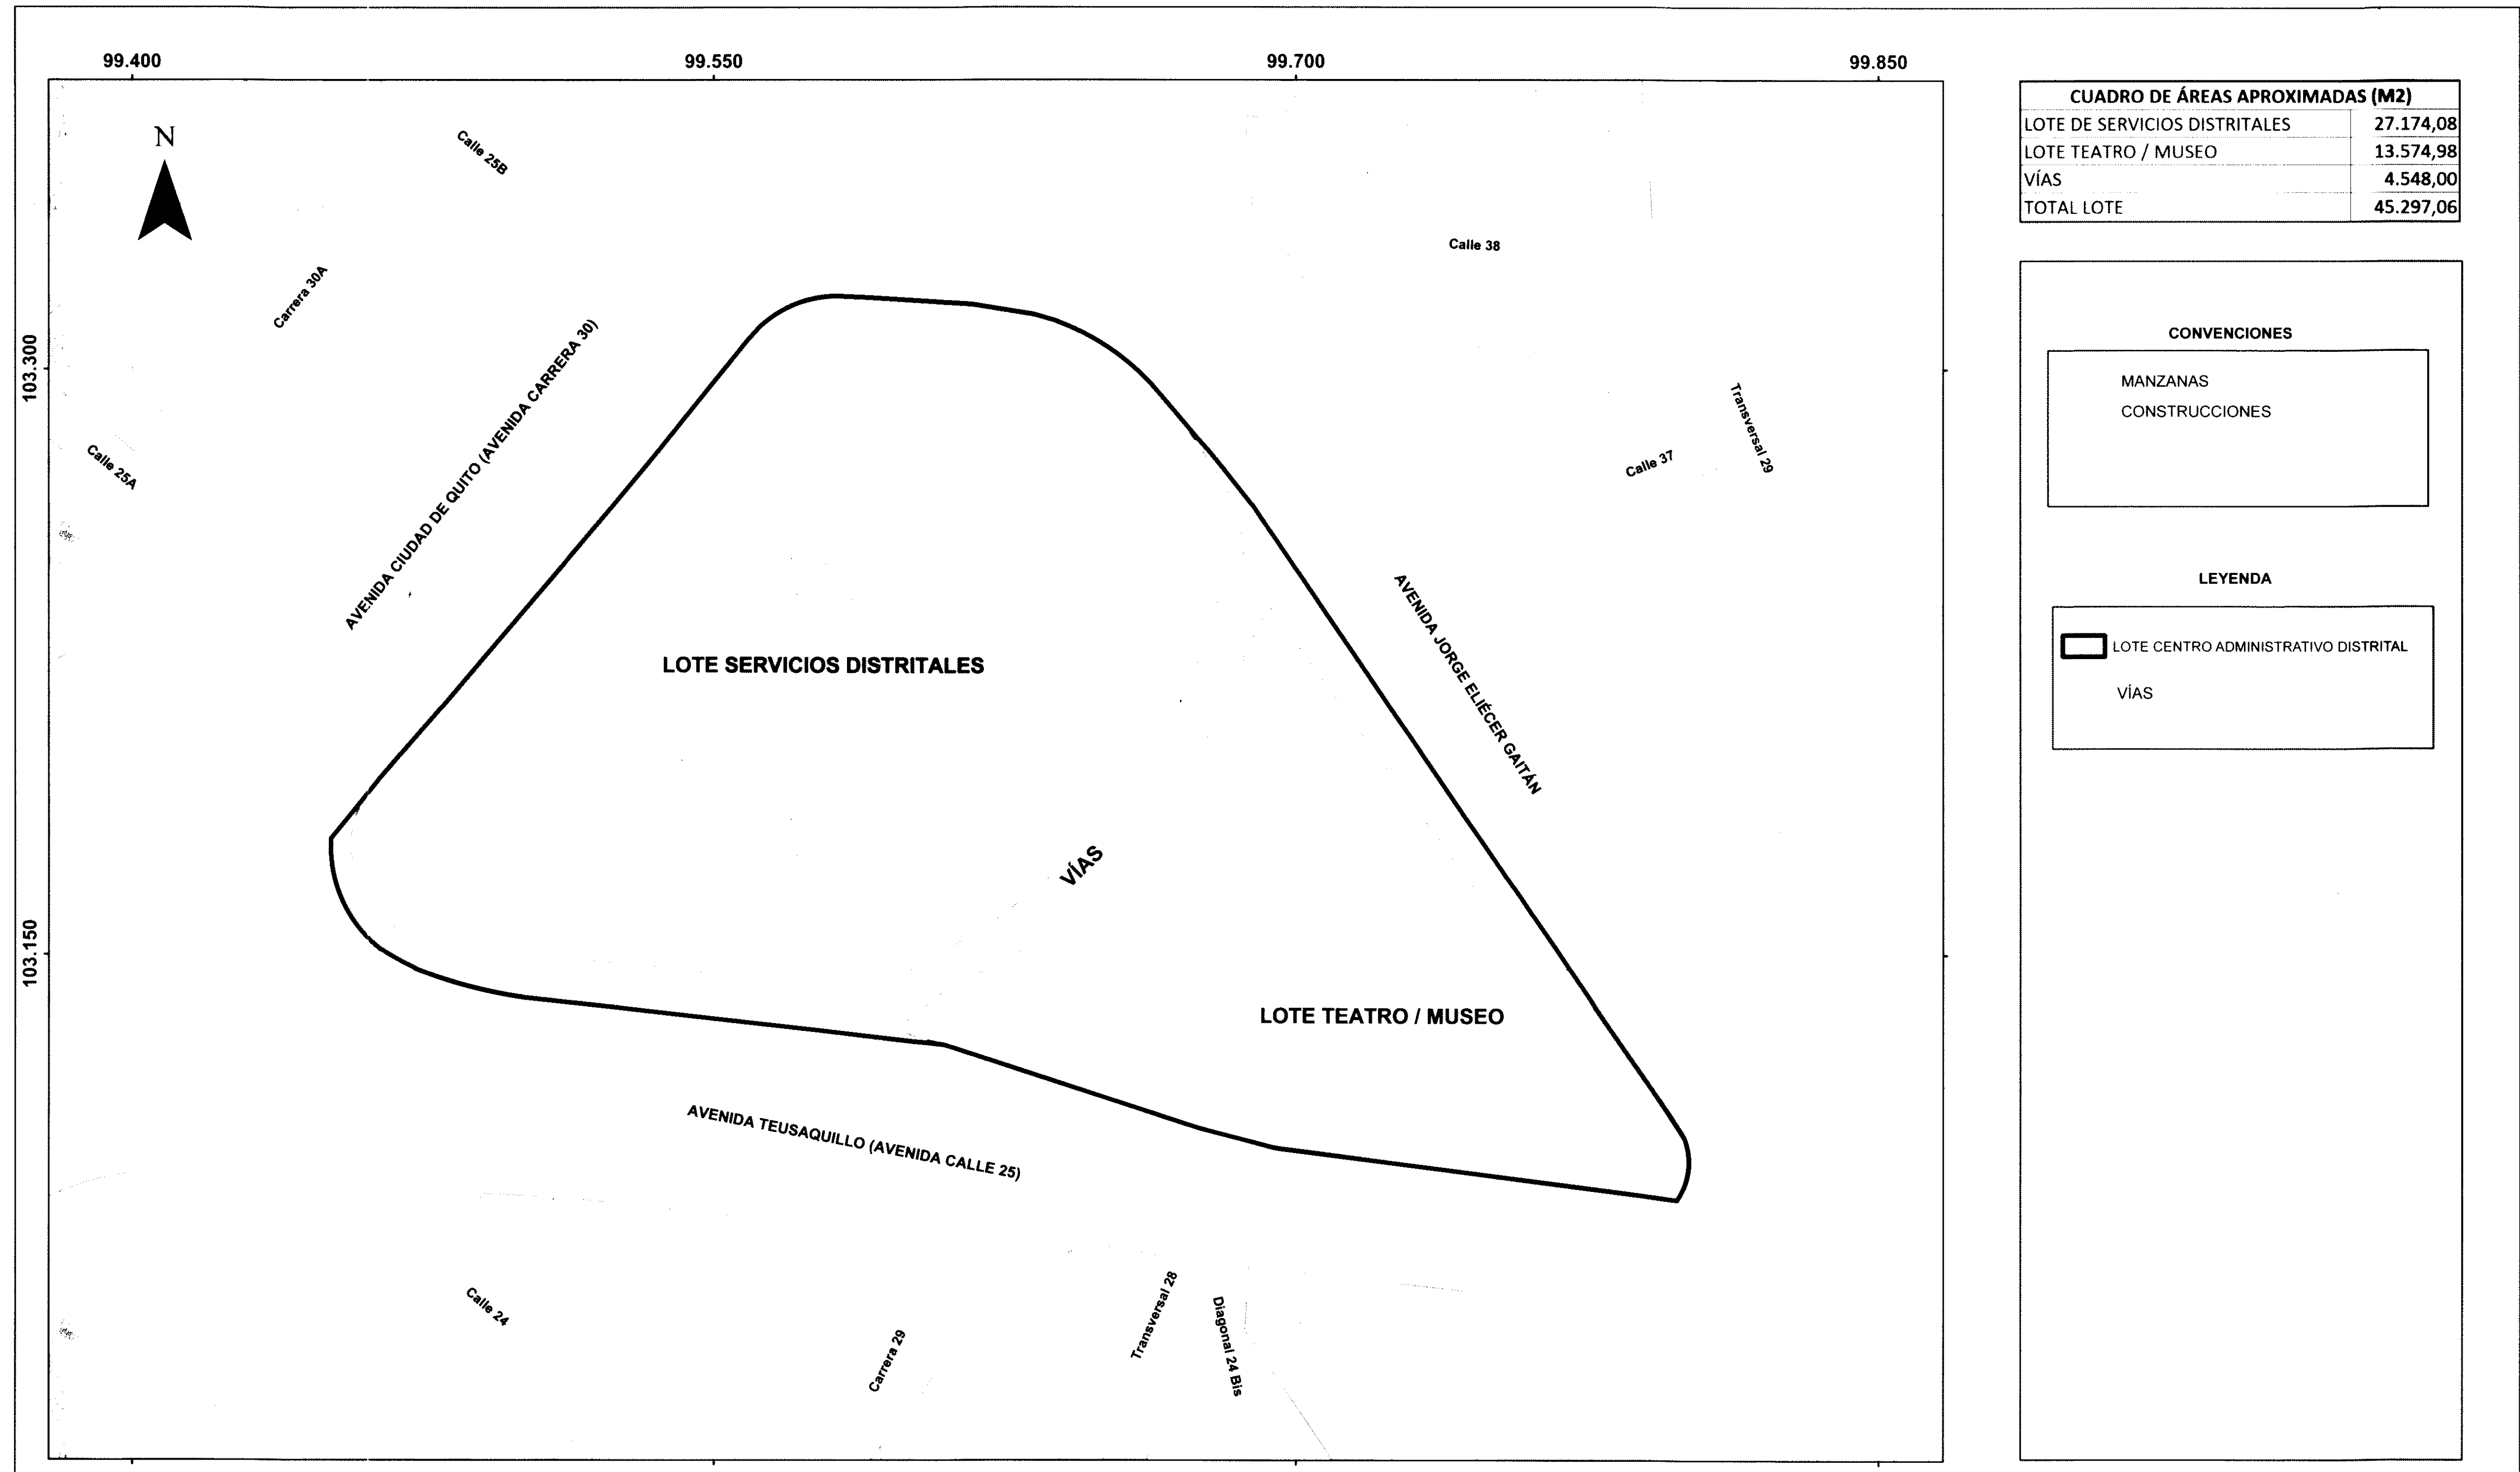 99.400 99.550 99.700 99.850
103.300
103.150
N
Calle 25B
Carrera 30A
Calle 25A
AVENIDA CIUDAD DE QUITO (AVENIDA CARRERA 30)
Calle 38
Transversal 29
Calle 37
AVENIDA JORGE ELIÉCER GAITÁN
LOTE SERVICIOS DISTRITALES
VÍAS
LOTE TEATRO / MUSEO
AVENIDA TEUSAQUILLO (AVENIDA CALLE 25)
Calle 24
Carrera 29
Transversal 28
Diagonal 24 Bis
CUADRO DE ÁREAS APROXIMADAS (M2)
LOTE DE SERVICIOS DISTRITALES 27.174,08
LOTE TEATRO / MUSEO 13.574,98
VÍAS 4.548,00
TOTAL LOTE 45.297,06
CONVENCIONES
MANZANAS
CONSTRUCCIONES
LEYENDA
LOTE CENTRO ADMINISTRATIVO DISTRITAL
VÍAS